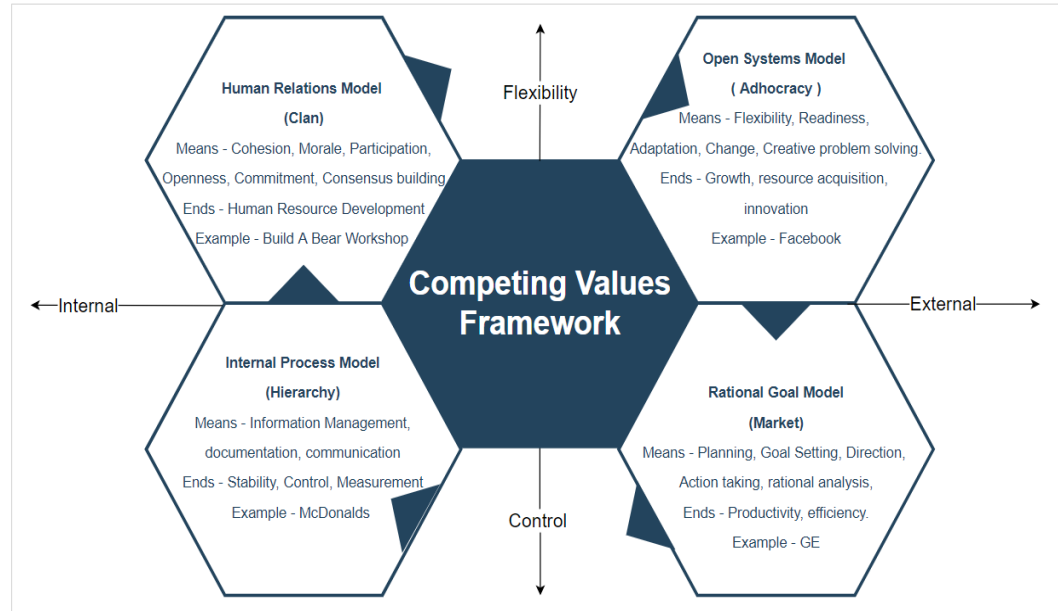 Flexibility
Human Relations Model
(Clan)
Means - Cohesion, Morale, Participation,
Openness, Commitment, Consensus building
Ends - Human Resource Development
Example - Build A Bear Workshop
Open Systems Model
( Adhocracy )
Means - Flexibility, Readiness,
Adaptation, Change, Creative problem solving.
Ends - Growth, resource acquisition,
innovation
Example - Facebook
Internal
Competing Values
Framework
External
Internal Process Model
(Hierarchy)
Means - Information Management,
documentation, communication
Ends - Stability, Control, Measurement
Example - McDonalds
Rational Goal Model
(Market)
Means - Planning, Goal Setting, Direction,
Action taking, rational analysis,
Ends - Productivity, efficiency.
Example - GE
Control